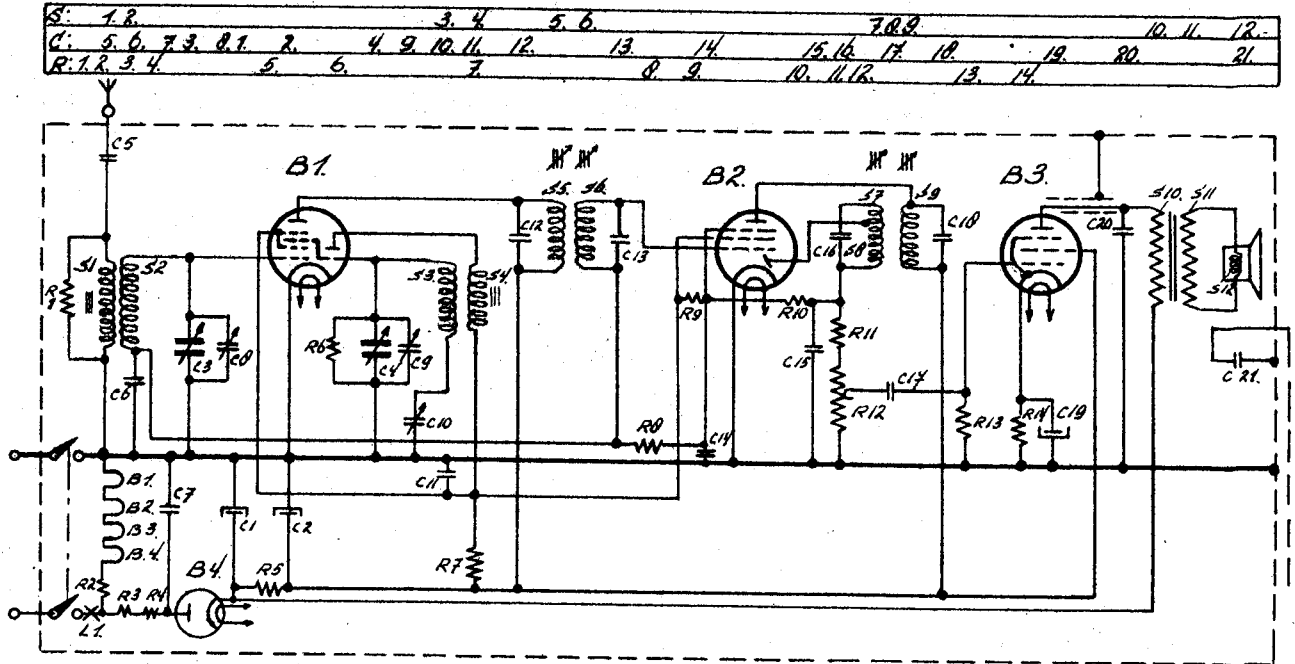 S: 1. 2. 3. 4. 5. 6. 7. 8. 9. 10. 11. 12.
C: 5. 6. 7. 3. 8. 1. 2. 4. 9. 10. 11. 12. 13. 14. 15. 16. 17. 18. 19. 20. 21.
R: 1. 2. 3. 4. 5. 6. 7. 8. 9. 10. 11. 12. 13. 14.
C5
B1.
B2.
B3.
S5. S6.
S7 S9
S10. S11
C12
C13
C16 S8
C18
C20
S1 S2
S3. S4.
S12
R1
R9
R10
R11
C3 C8
R6
C4 C9
C15
C17
C6
C10
R8
C14
R12
R13
R14 C19
C 21.
B1.
B2.
B3.
B.4.
C7
C1
C2
C11
R7
R5
R2
R3 R4
B4.
L1.